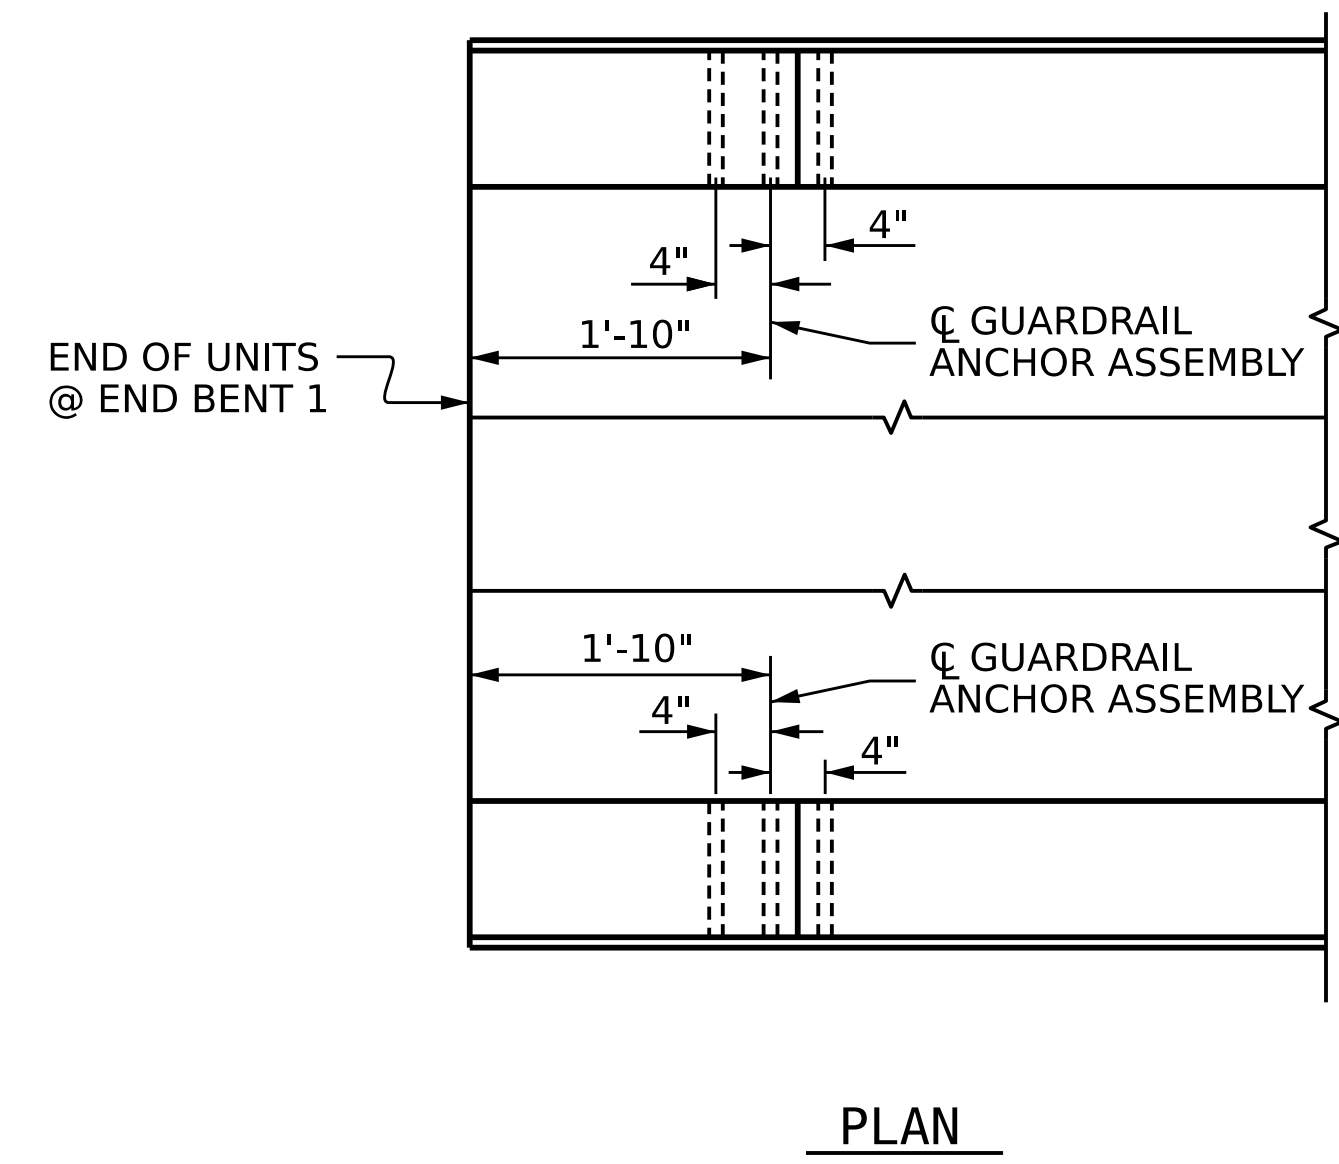 4"
4"
1'-10"
℄ GUARDRAIL
ANCHOR ASSEMBLY
END OF UNITS
@ END BENT 1
1'-10"
℄ GUARDRAIL
ANCHOR ASSEMBLY
4"
4"
PLAN